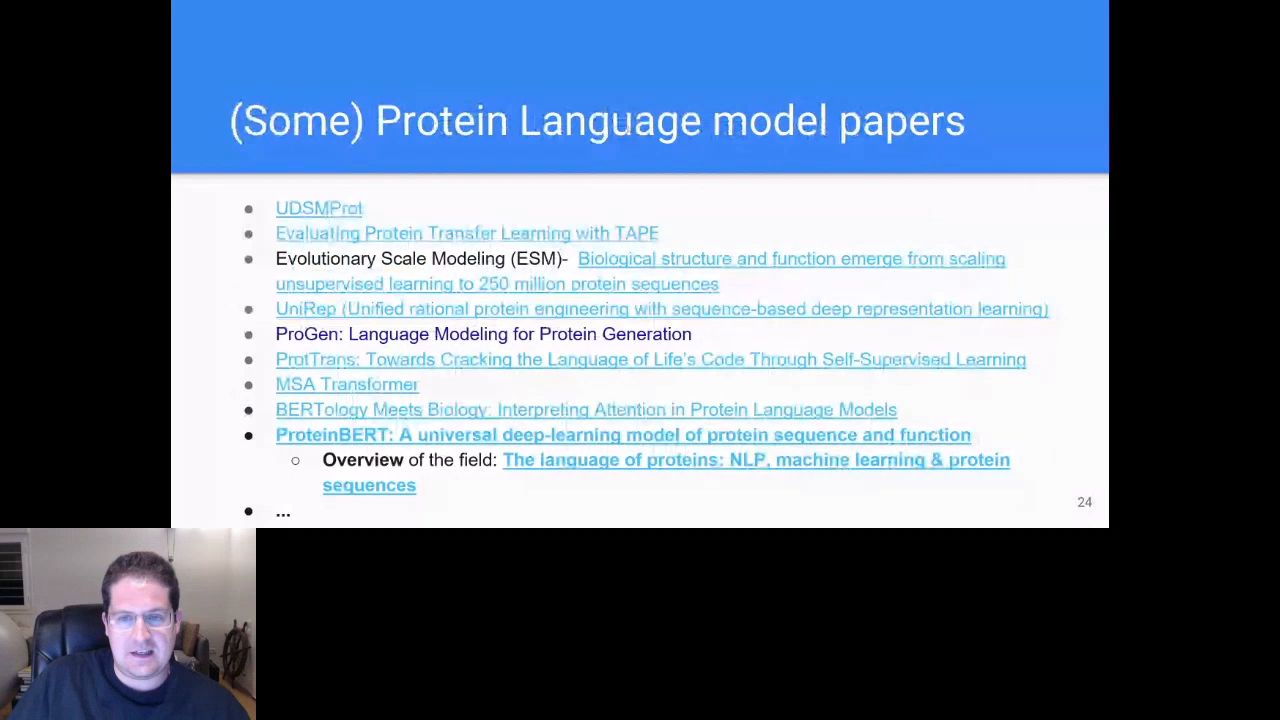 (Some) Protein Language model papers
● UDSMProt
● Evaluating Protein Transfer Learning with TAPE
● Evolutionary Scale Modeling (ESM)- Biological structure and function emerge from scaling
unsupervised learning to 250 million protein sequences
● UniRep (Unified rational protein engineering with sequence-based deep representation learning)
● ProGen: Language Modeling for Protein Generation
● ProtTrans: Towards Cracking the Language of Life's Code Through Self-Supervised Learning
● MSA Transformer
● BERTology Meets Biology: Interpreting Attention in Protein Language Models
● ProteinBERT: A universal deep-learning model of protein sequence and function
○ Overview of the field: The language of proteins: NLP, machine learning & protein
sequences
● ...
24